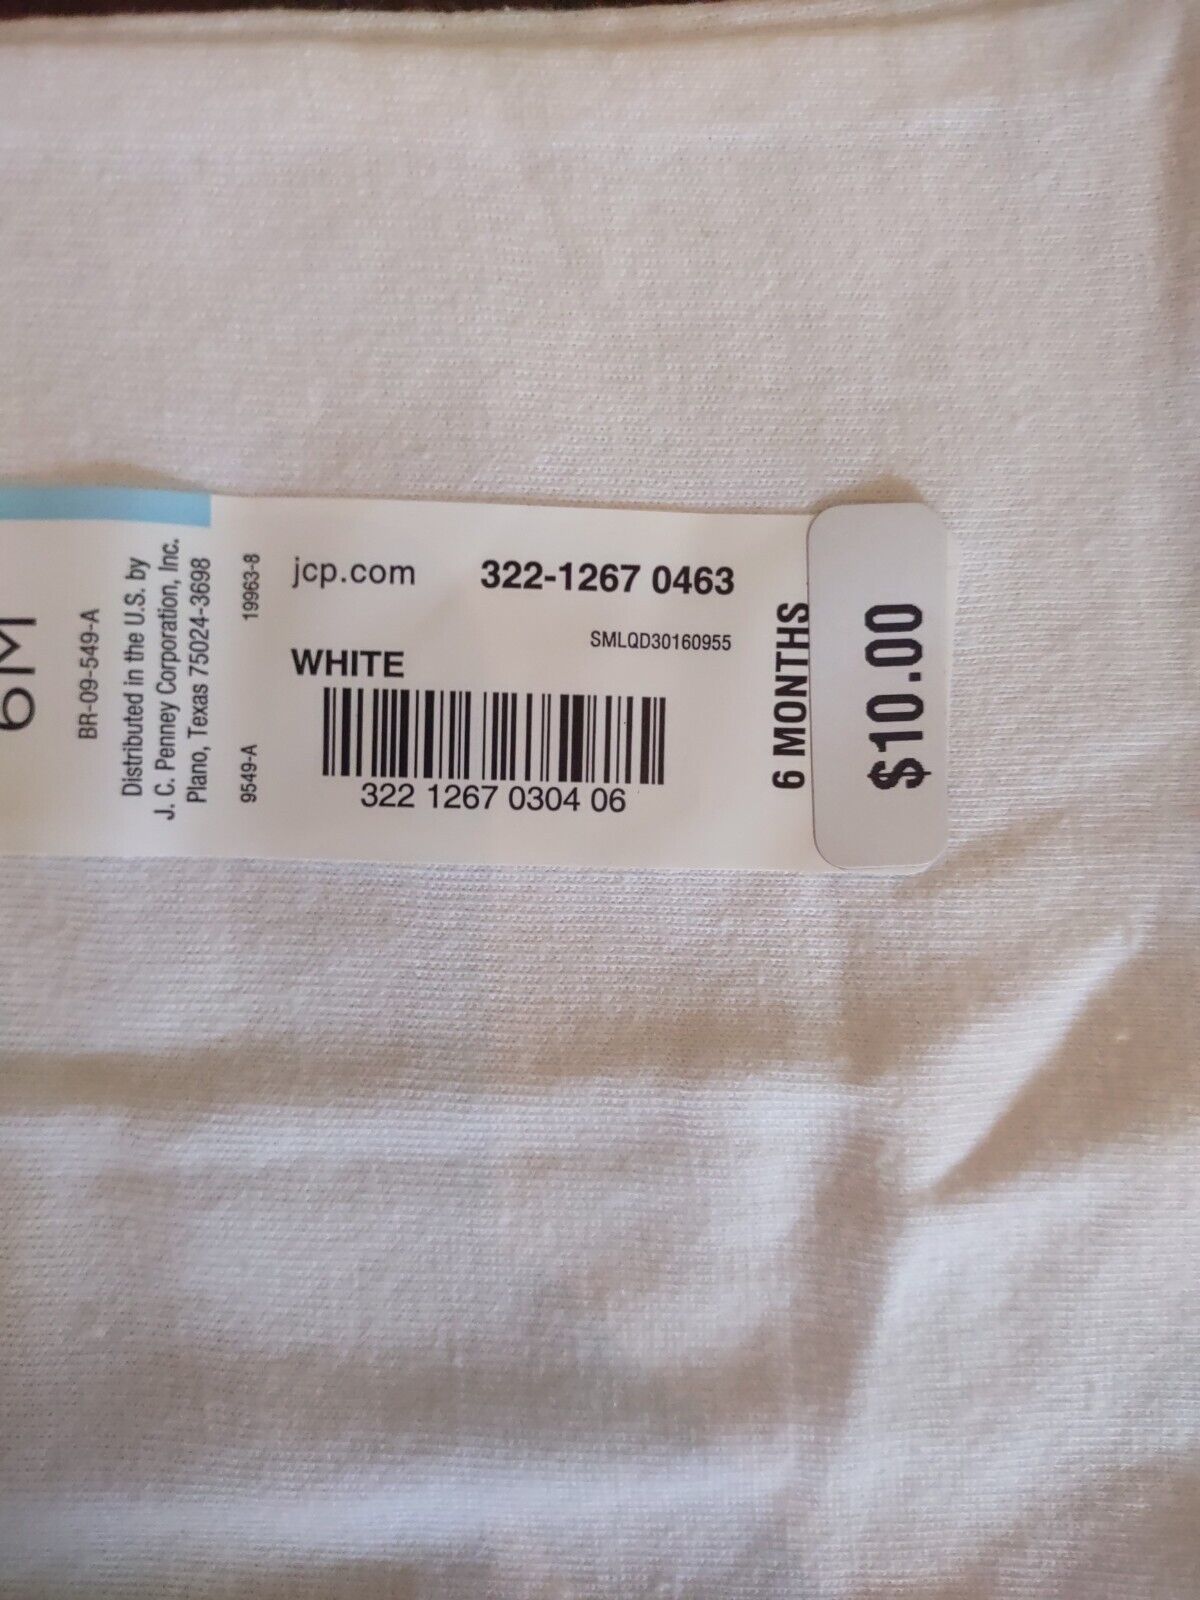 6M
BR-09-549-A
Distributed in the U.S. by
J. C. Penney Corporation, Inc.
Plano, Texas 75024-3698
9549-A 19963-8
jcp.com 322-1267 0463
SMLQD30160955
WHITE
322 1267 0304 06
6 MONTHS
$10.00